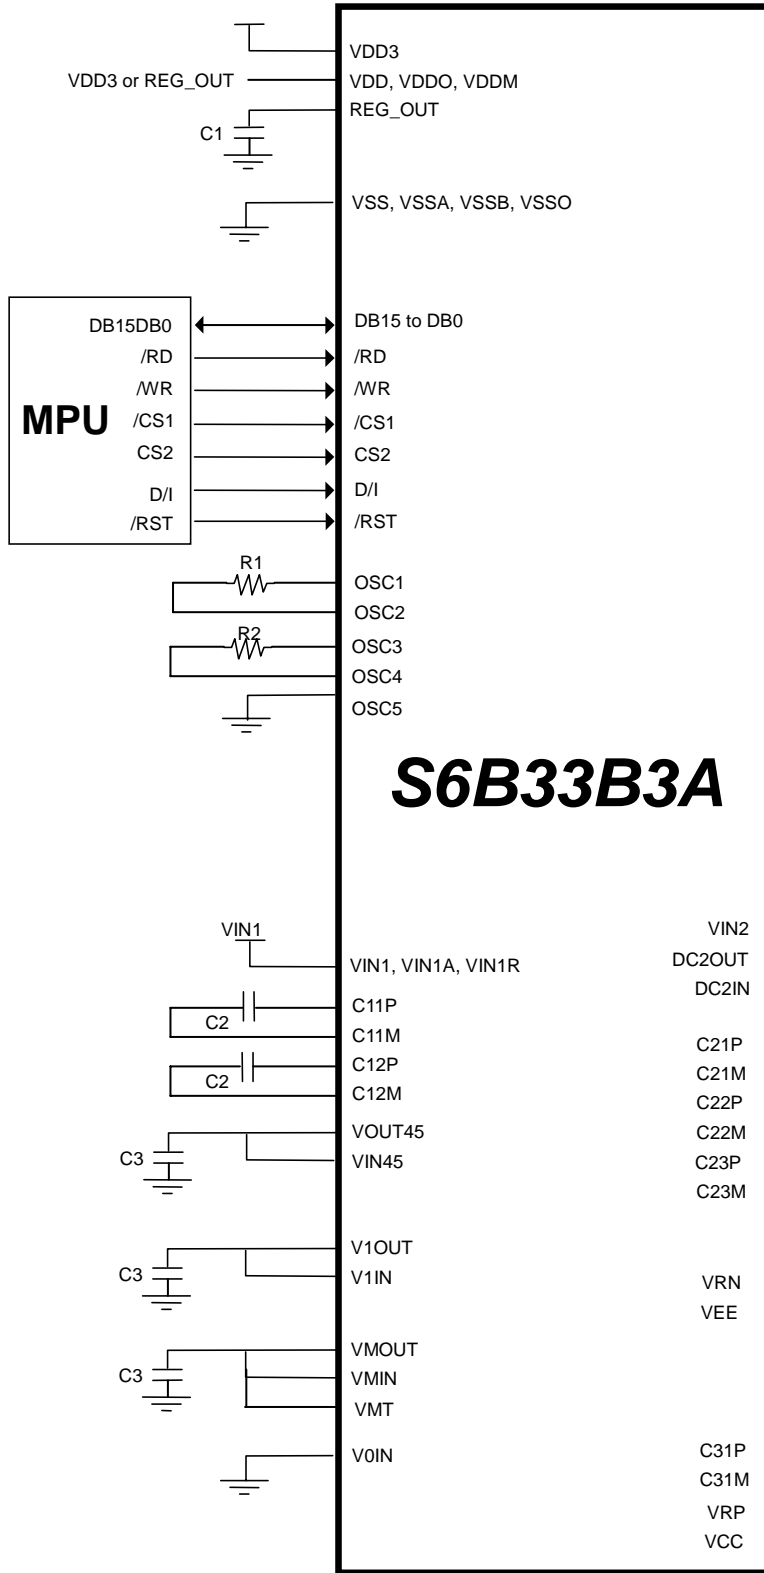 VDD3
VDD3 or REG_OUT
VDD, VDDO, VDDM
REG_OUT
C1
VSS, VSSA, VSSB, VSSO
MPU
DB15DB0
/RD
/WR
/CS1
CS2
D/I
/RST
DB15 to DB0
/RD
/WR
/CS1
CS2
D/I
/RST
R1
OSC1
OSC2
R2
OSC3
OSC4
OSC5
S6B33B3A
VIN1
VIN1, VIN1A, VIN1R
C2
C11P
C11M
C2
C12P
C12M
C3
VOUT45
VIN45
C3
V1OUT
V1IN
C3
VMOUT
VMIN
VMT
V0IN
VIN2
DC2OUT
DC2IN
C21P
C21M
C22P
C22M
C23P
C23M
VRN
VEE
C31P
C31M
VRP
VCC